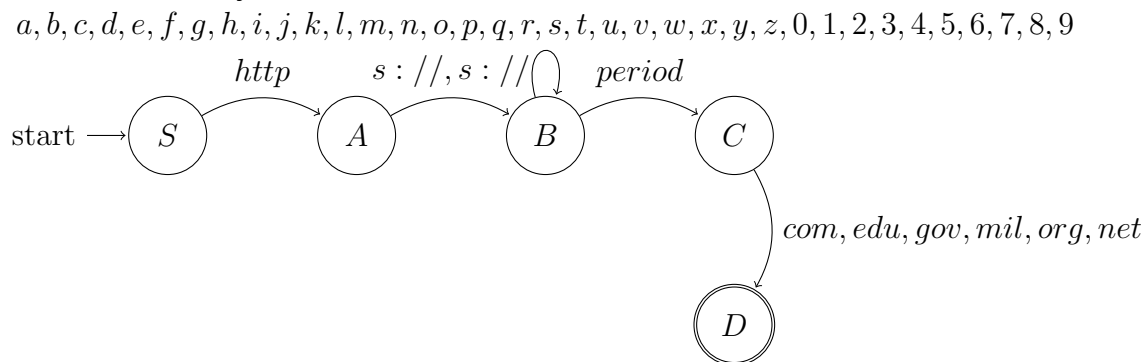 a, b, c, d, e, f, g, h, i, j, k, l, m, n, o, p, q, r, s, t, u, v, w, x, y, z, 0, 1, 2, 3, 4, 5, 6, 7, 8, 9
http s : //, s : // period
start S A B C
com, edu, gov, mil, org, net
D